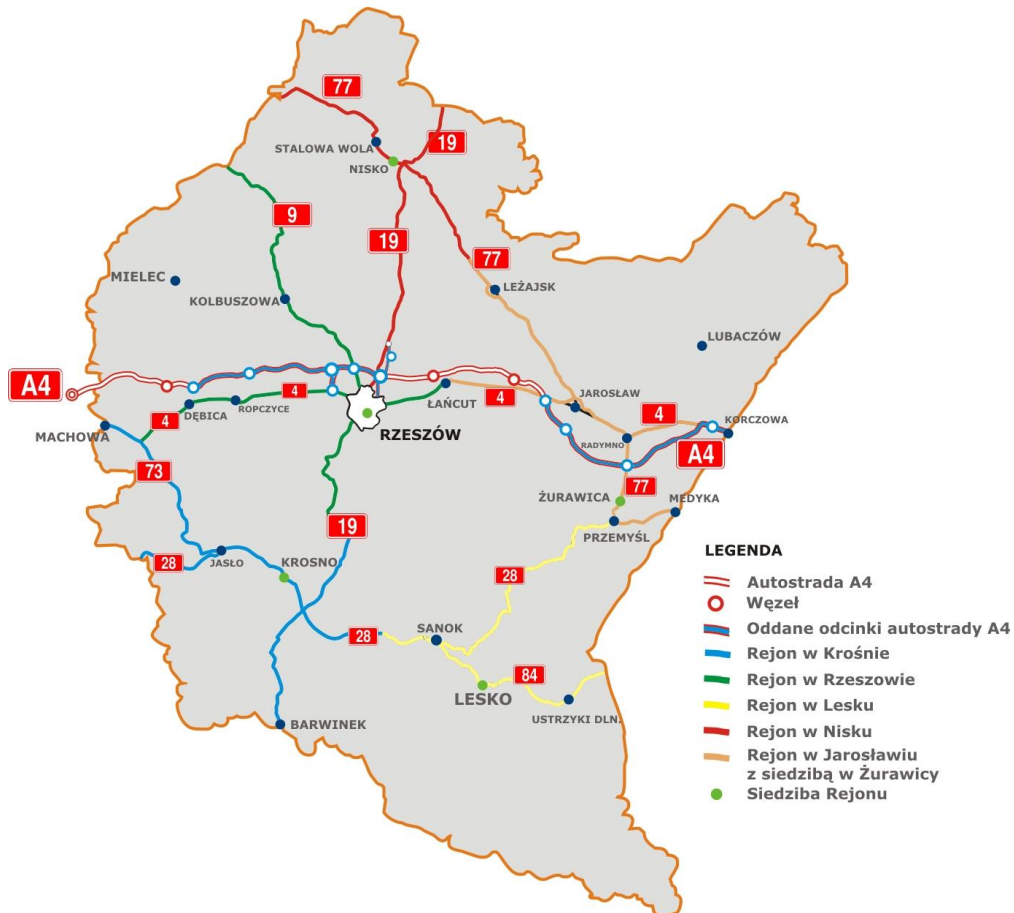 77
STALOWA WOLA
19
NISKO
9
19
77
MIELEC
LEŻAJSK
KOLBUSZOWA
LUBACZÓW
A4
4
ŁAŃCUT
4
JAROSŁAW
4
DĘBICA
ROPCZYCE
4
KORCZOWA
MACHOWA
RZESZÓW
RADYMNO
A4
73
77
ŻURAWICA
MEDYKA
19
PRZEMYŚL
28
JASŁO
KROSNO
28
28
SANOK
LESKO
84
USTRZYKI DLN.
BARWINEK
LEGENDA
Autostrada A4
Węzeł
Oddane odcinki autostrady A4
Rejon w Krośnie
Rejon w Rzeszowie
Rejon w Lesku
Rejon w Nisku
Rejon w Jarosławiu
z siedzibą w Żurawicy
Siedziba Rejonu